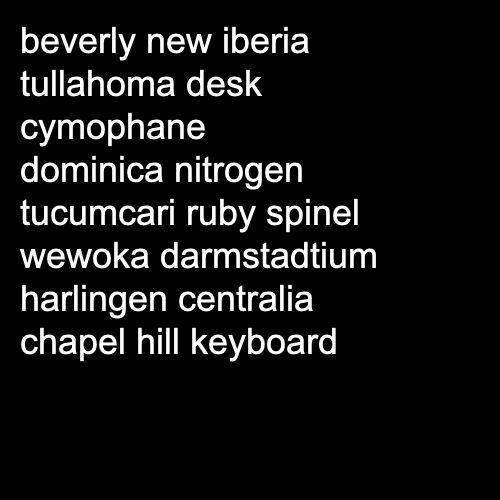 beverly new iberia
tullahoma desk
cymophane
dominica nitrogen
tucumcari ruby spinel
wewoka darmstadtium
harlingen centralia
chapel hill keyboard